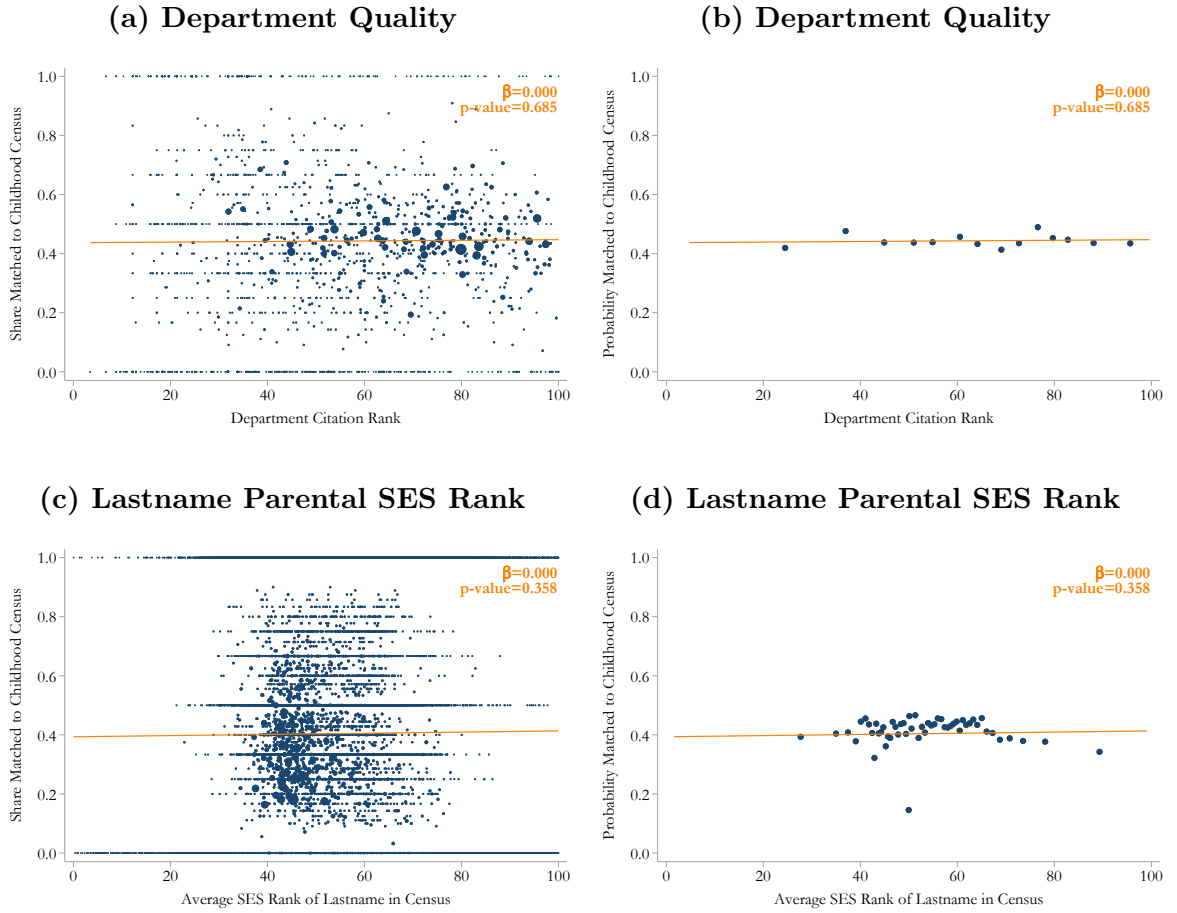 (a) Department Quality
Share Matched to Childhood Census
1.0
0.8
0.6
0.4
0.2
0.0
β=0.000
p-value=0.685
0 20 40 60 80 100
Department Citation Rank
(b) Department Quality
Probability Matched to Childhood Census
1.0
0.8
0.6
0.4
0.2
0.0
β=0.000
p-value=0.685
0 20 40 60 80 100
Department Citation Rank
(c) Lastname Parental SES Rank
Share Matched to Childhood Census
1.0
0.8
0.6
0.4
0.2
0.0
β=0.000
p-value=0.358
0 20 40 60 80 100
Average SES Rank of Lastname in Census
(d) Lastname Parental SES Rank
Probability Matched to Childhood Census
1.0
0.8
0.6
0.4
0.2
0.0
β=0.000
p-value=0.358
0 20 40 60 80 100
Average SES Rank of Lastname in Census